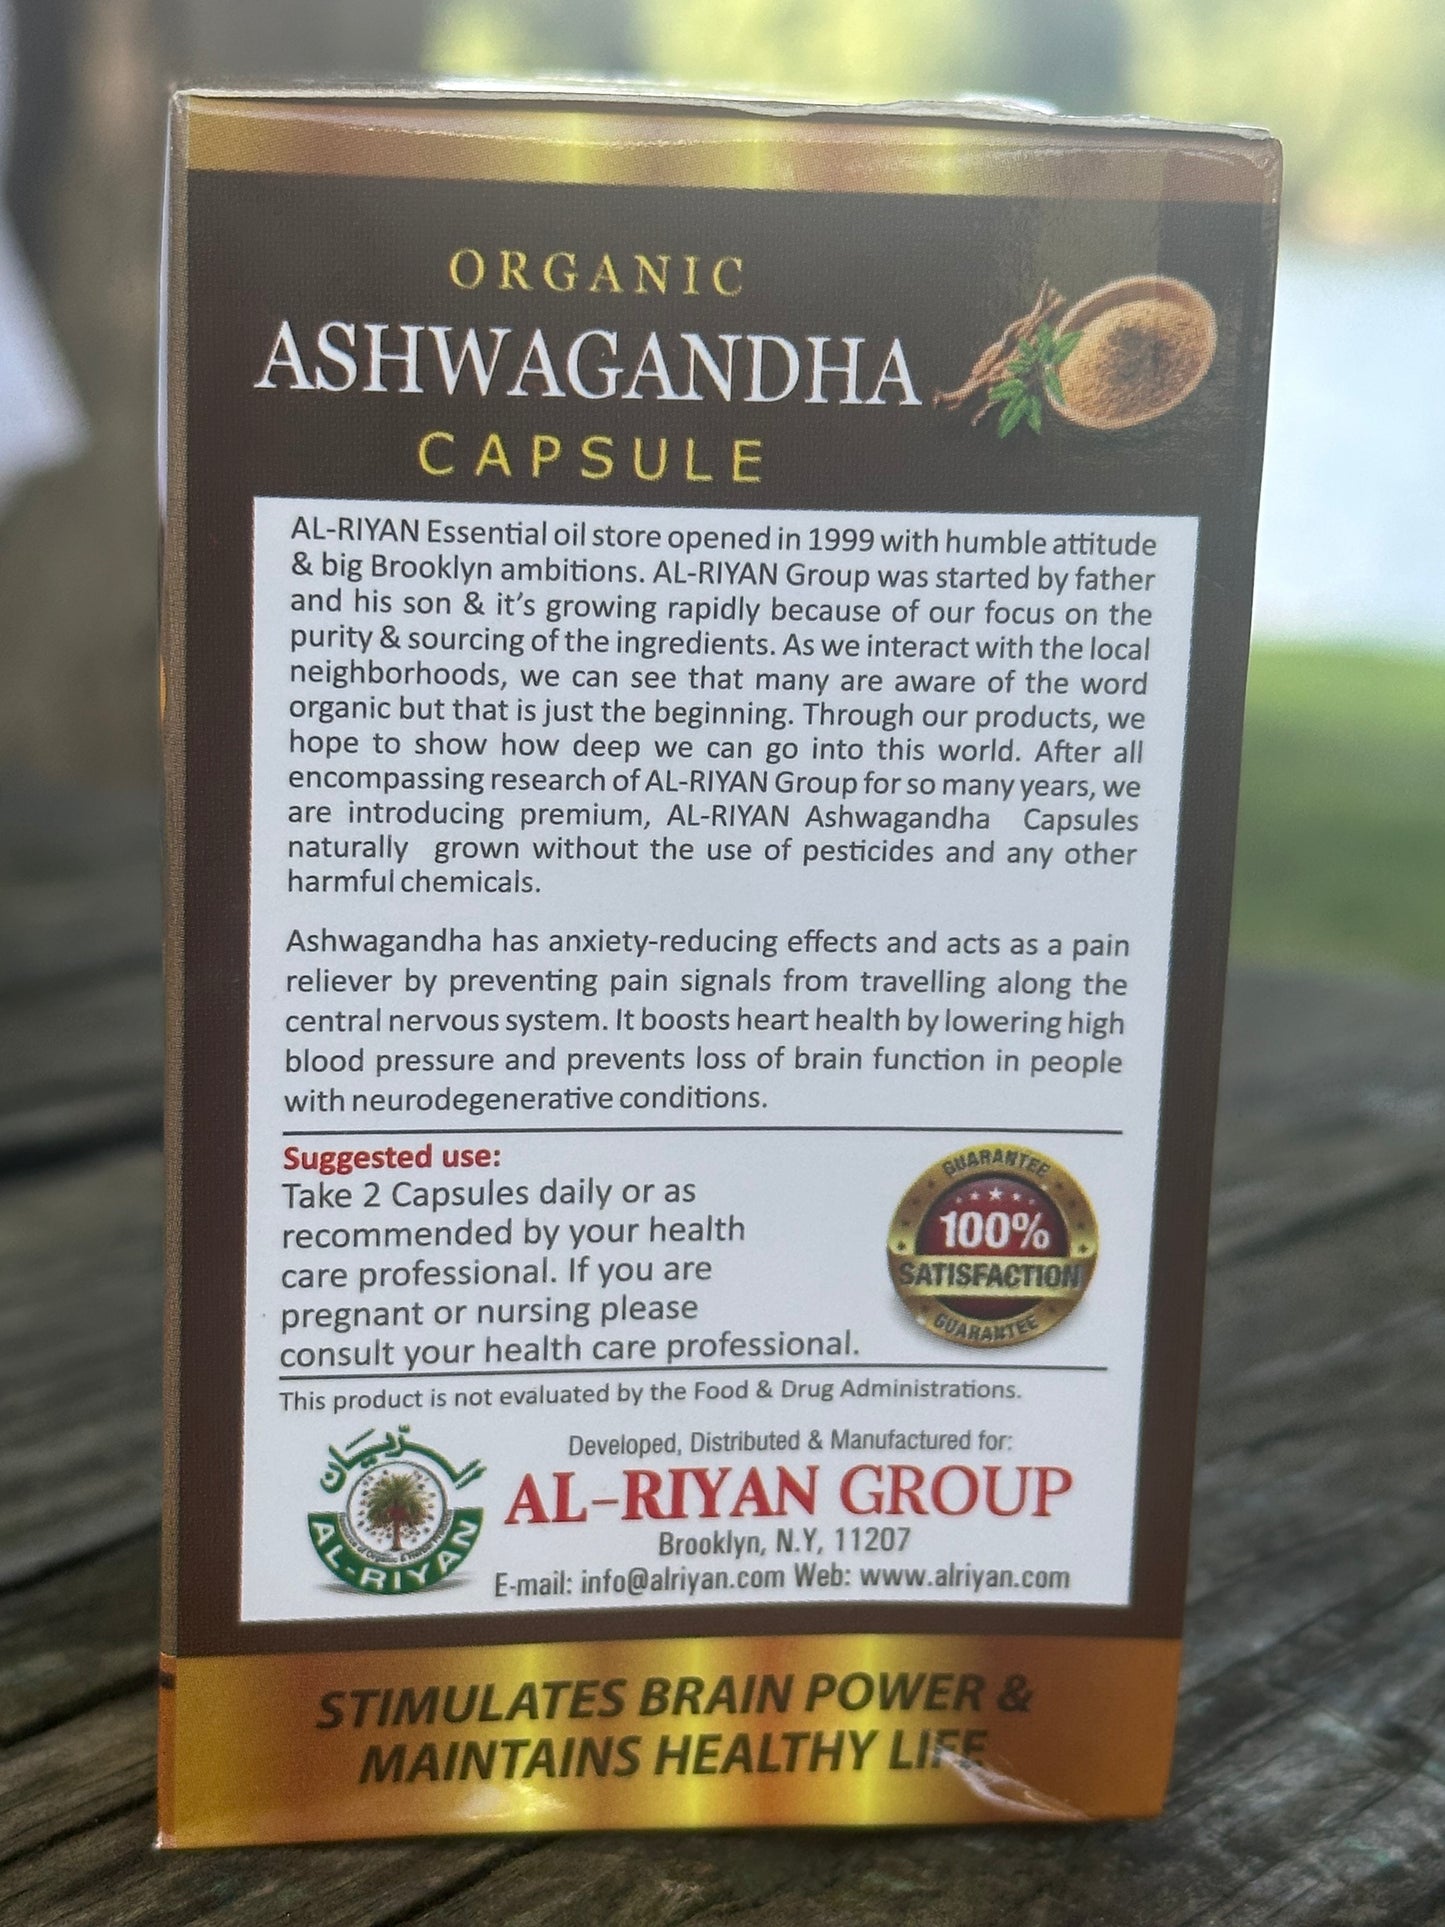 ORGANIC
ASHWAGANDHA
CAPSULE
AL-RIYAN Essential oil store opened in 1999 with humble attitude
& big Brooklyn ambitions. AL-RIYAN Group was started by father
and his son & it's growing rapidly because of our focus on the
purity & sourcing of the ingredients. As we interact with the local
neighborhoods, we can see that many are aware of the word
organic but that is just the beginning. Through our products, we
hope to show how deep we can go into this world. After all
encompassing research of AL-RIYAN Group for so many years, we
are introducing premium, AL-RIYAN Ashwagandha Capsules
naturally grown without the use of pesticides and any other
harmful chemicals.
Ashwagandha has anxiety-reducing effects and acts as a pain
reliever by preventing pain signals from travelling along the
central nervous system. It boosts heart health by lowering high
blood pressure and prevents loss of brain function in people
with neurodegenerative conditions.
Suggested use:
Take 2 Capsules daily or as
recommended by your health
care professional. If you are
pregnant or nursing please
consult your health care professional.
GUARANTEE
100%
SATISFACTION
GUARANTEE
This product is not evaluated by the Food & Drug Administrations.
الريان
AL-RIYAN
Developed, Distributed & Manufactured for:
AL-RIYAN GROUP
Brooklyn, N.Y, 11207
E-mail: info@alriyan.com Web: www.alriyan.com
STIMULATES BRAIN POWER &
MAINTAINS HEALTHY LIFE